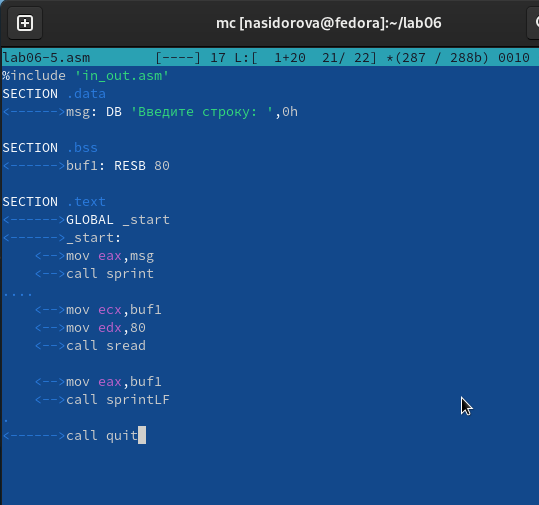 mc [nasidorova@fedora]:~/lab06
lab06-5.asm [----] 17 L:[ 1+20 21/ 22] *(287 / 288b) 0010
%include 'in_out.asm'
SECTION .data
<------>msg: DB 'Введите строку: ',0h
SECTION .bss
<------>buf1: RESB 80
SECTION .text
<------>GLOBAL _start
<------>_start:
<-->mov eax,msg
<-->call sprint
....
<-->mov ecx,buf1
<-->mov edx,80
<-->call sread
<-->mov eax,buf1
<-->call sprintLF
.
<------>call quit